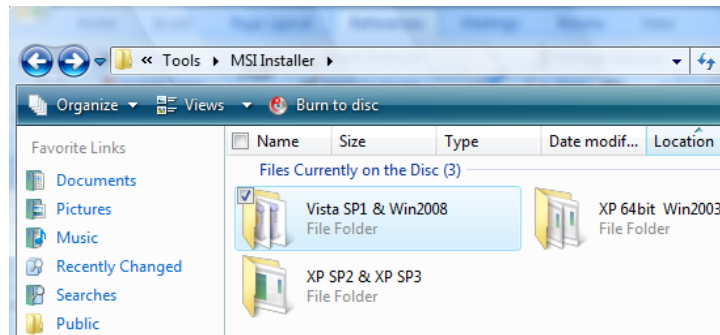 « Tools ▸ MSI Installer ▸
Organize Views Burn to disc
Favorite Links
Documents
Pictures
Music
Recently Changed
Searches
Public
Name Size Type Date modif... Location
Files Currently on the Disc (3)
Vista SP1 & Win2008
File Folder
XP 64bit Win2003
File Folder
XP SP2 & XP SP3
File Folder